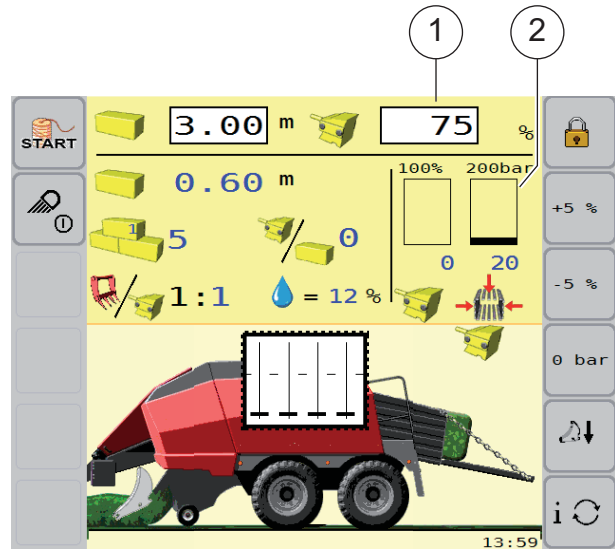 1 2
START
3.00 m 75 %
0.60 m
100% 200bar
1 5
0
0 20
1:1 = 12 %
+5 %
-5 %
0 bar
i
13:59